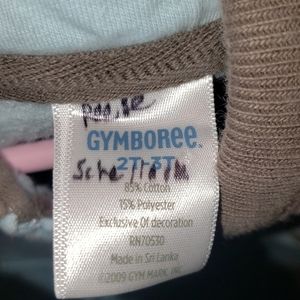 GYMBOREE
2T-3T
85% Cotton
15% Polyester
Exclusive Of decoration
RN70530
Made in Sri Lanka
©2009 GYM MARK, INC.